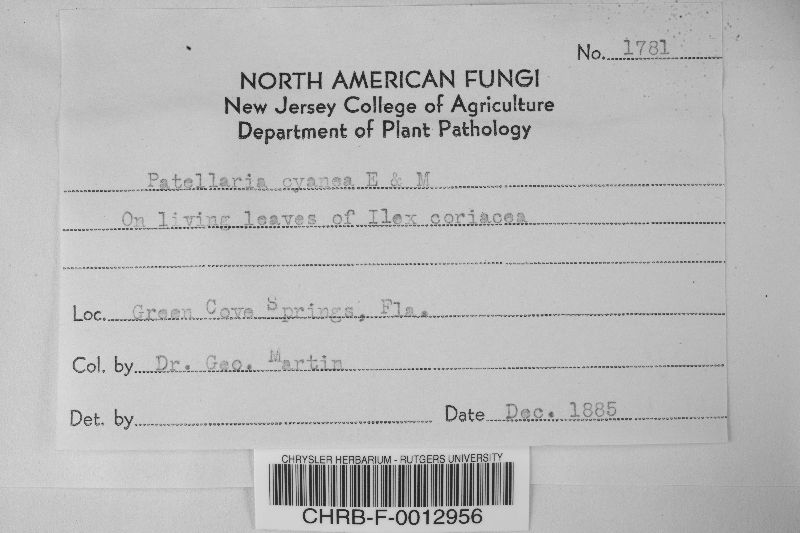 No. 1781
NORTH AMERICAN FUNGI
New Jersey College of Agriculture
Department of Plant Pathology
Patellaria cyanea E & M
On living leaves of Ilex coriacea
Loc. Green Cove Springs, Fla.
Col. by Dr. Geo. Martin
Det. by
Date Dec. 1885
CHRYSLER HERBARIUM - RUTGERS UNIVERSITY
CHRB-F-0012956